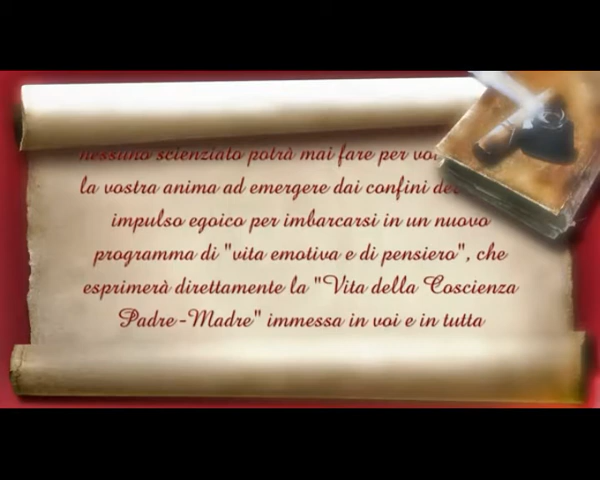 nessuno scienziato potrà mai fare per voi
la vostra anima ad emergere dai confini
impulso egoico per imbarcarsi in un nuovo
programma di "vita emotiva e di pensiero", che
esprimerà direttamente la "Vita della Coscienza
Padre-Madre" immessa in voi e in tutta